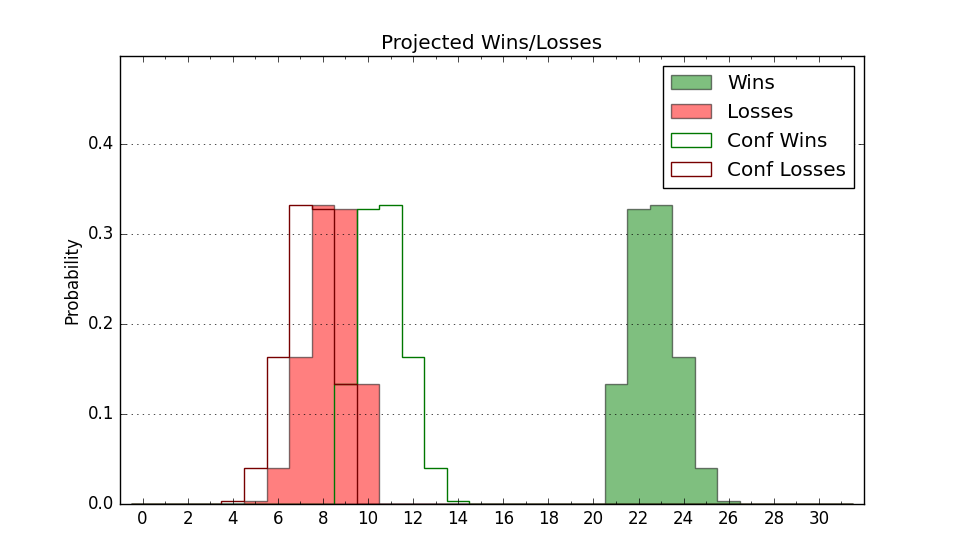 Projected Wins/Losses
Wins
Losses
Conf Wins
Conf Losses
Probability
0.4
0.3
0.2
0.1
0.0
0 2 4 6 8 10 12 14 16 18 20 22 24 26 28 30